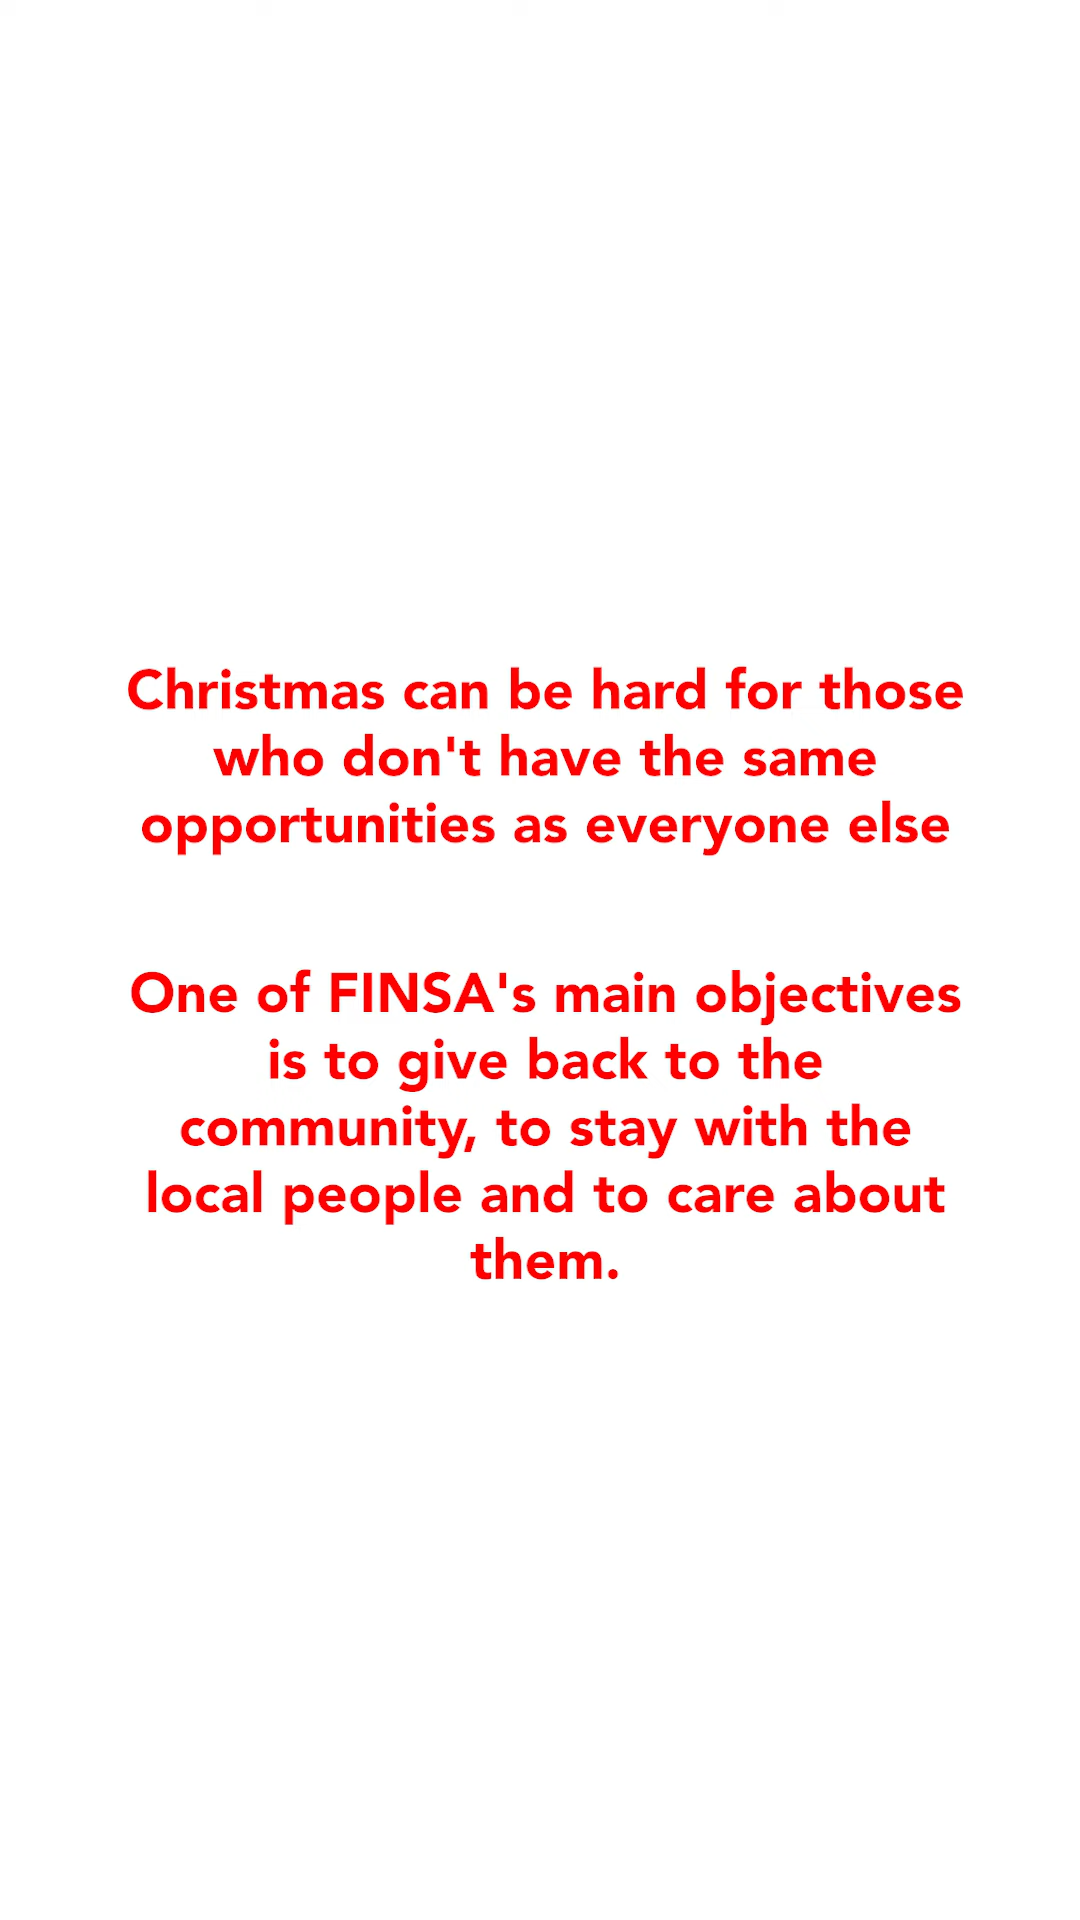 Christmas can be hard for those
who don't have the same
opportunities as everyone else
One of FINSA's main objectives
is to give back to the
community, to stay with the
local people and to care about
them.